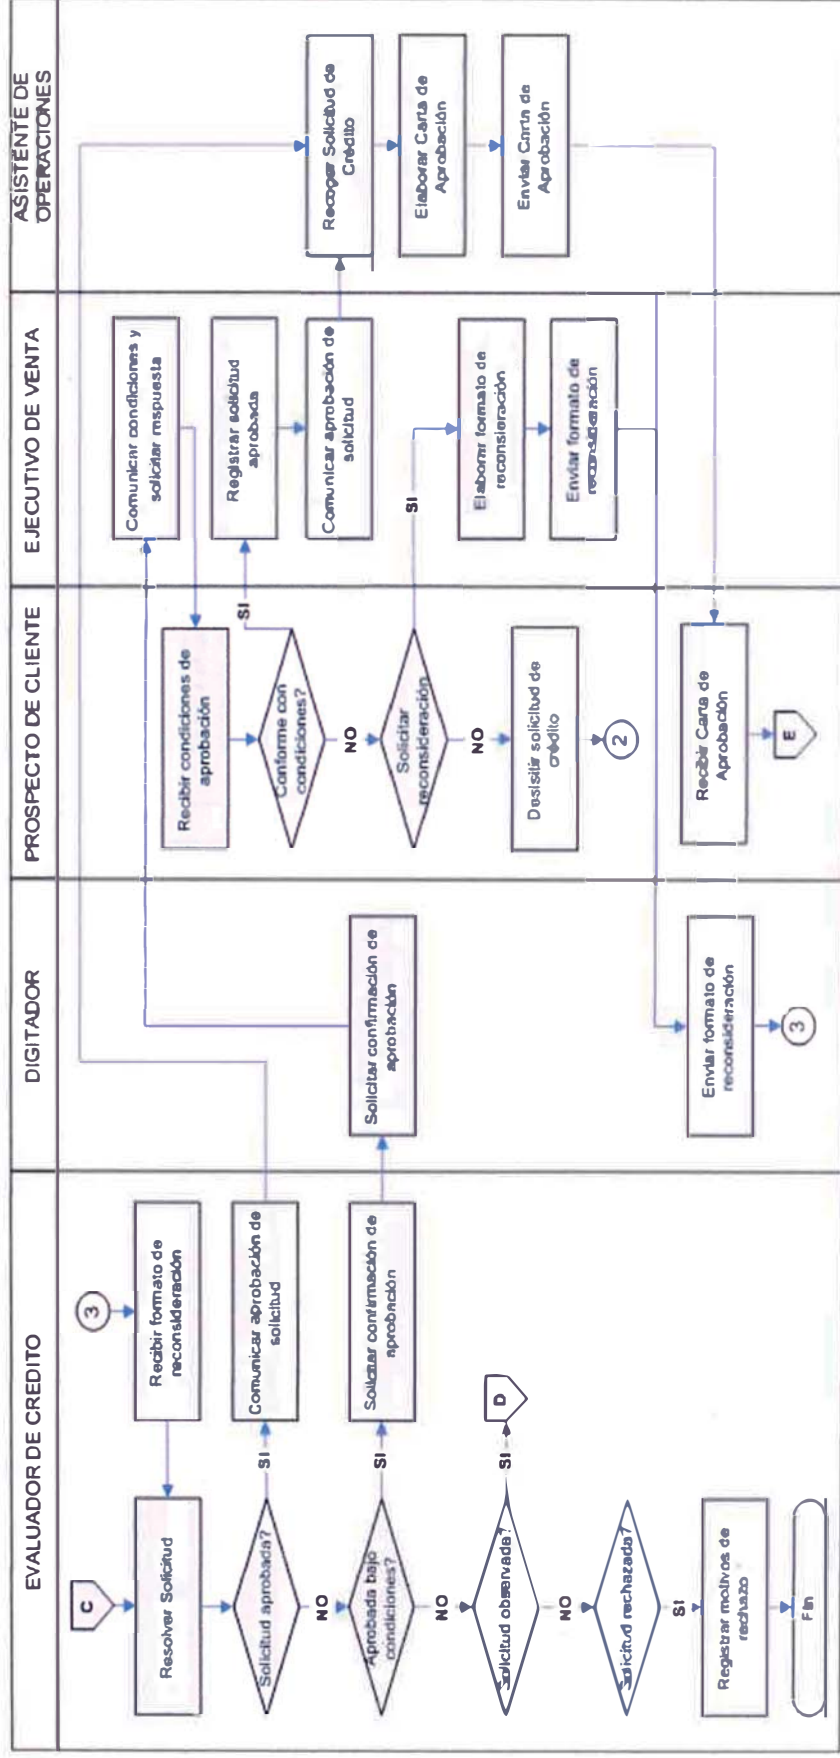 EVALUADOR DE CREDITO
DIGITADOR
PROSPECTO DE CLIENTE
EJECUTIVO DE VENTA
ASISTENTE DE
OPERACIONES
C
Resolver Solicitud
Solicitud aprobada?
NO
Aprobada bajo
condiciones?
NO
Solicitud observada?
NO
Solicitud rechazada?
SI
Registrar motivos de
rechazo
Fin
3
Recibir formato de
reconsideración
SI
Comunicar aprobación de
solicitud
SI
Solicitar confirmación de
aprobación
SI
D
Solicitar confirmación de
aprobación
Enviar formato de
reconsideración
3
Recibir condiciones de
aprobación
Conforme con
condiciones?
SI
NO
Solicitar
reconsideración
SI
NO
Desisitir solicitud de
crédito
2
Recibir Carta de
Aprobación
E
Comunicar condiciones y
solicitar respuesta
Registrar solicitud
aprobada
Comunicar aprobación de
solicitud
Elaborar formato de
reconsideración
Enviar formato de
reconsideración
Recoger Solicitud de
Crédito
Elaborar Carta de
Aprobación
Enviar Carta de
Aprobación